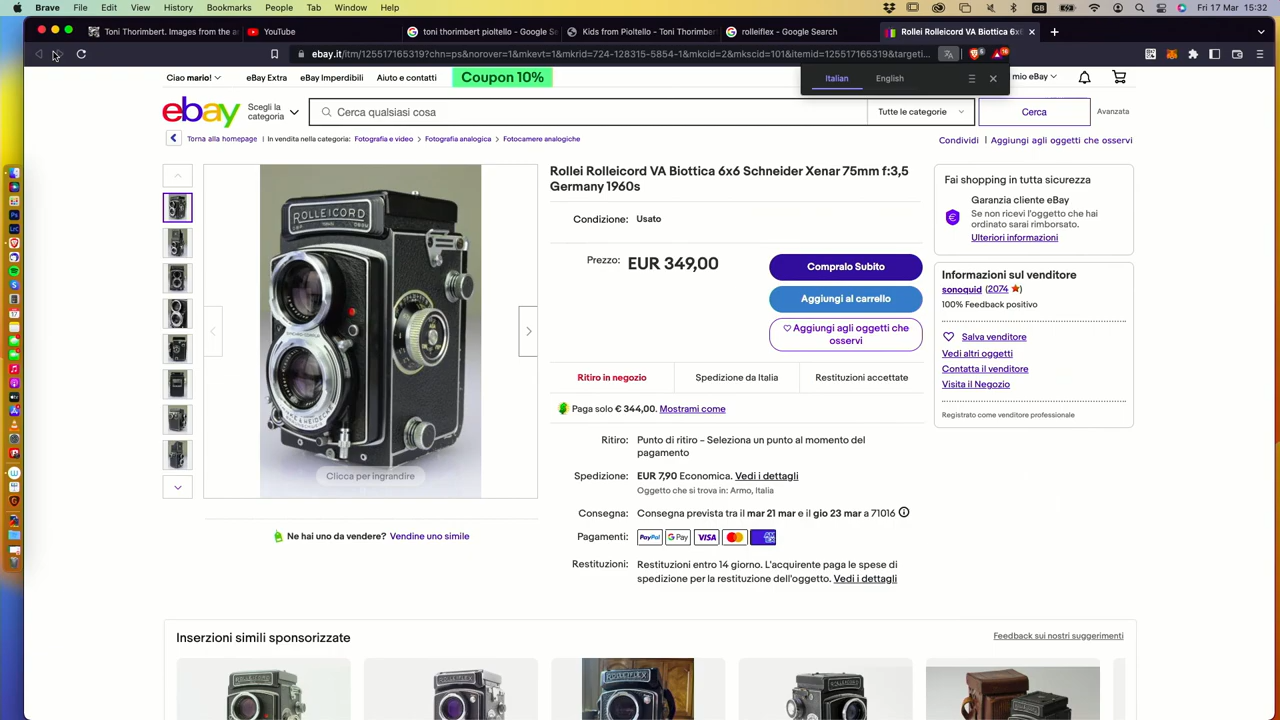 Brave File Edit View History Bookmarks People Tab Window Help Fri 17 Mar 15:32
Toni Thorimbert. Images from the a
YouTube
toni thorimbert pioltello - Google S
Kids from Pioltello - Toni Thorimbert
rolleiflex - Google Search
Rollei Rolleicord VA Biottica 6x6
ebay.it/itm/125517165319?chn=ps&norover=1&mkevt=1&mkrid=724-128315-5854-1&mkcid=2&mkscid=101&itemid=125517165319&targeti...
Italian English
Ciao mario! eBay Extra eBay Imperdibili Aiuto e contatti Coupon 10% mio eBay
ebay
Scegli la categoria
Cerca qualsiasi cosa
Tutte le categorie
Cerca
Avanzata
Torna alla homepage | In vendita nella categoria: Fotografia e video > Fotografia analogica > Fotocamere analogiche
Condividi | Aggiungi agli oggetti che osservi
ROLLEICORD
Clicca per ingrandire
Ne hai uno da vendere? Vendine uno simile
Rollei Rolleicord VA Biottica 6x6 Schneider Xenar 75mm f:3,5
Germany 1960s
Condizione: Usato
Prezzo: EUR 349,00
Compralo Subito
Aggiungi al carrello
Aggiungi agli oggetti che
osservi
Ritiro in negozio
Spedizione da Italia
Restituzioni accettate
Paga solo € 344,00. Mostrami come
Ritiro: Punto di ritiro – Seleziona un punto al momento del
pagamento
Spedizione: EUR 7,90 Economica. Vedi i dettagli
Oggetto che si trova in: Armo, Italia
Consegna: Consegna prevista tra il mar 21 mar e il gio 23 mar a 71016
Pagamenti: PayPal G Pay VISA
Restituzioni: Restituzioni entro 14 giorno. L'acquirente paga le spese di
spedizione per la restituzione dell'oggetto. Vedi i dettagli
Fai shopping in tutta sicurezza
Garanzia cliente eBay
Se non ricevi l'oggetto che hai
ordinato sarai rimborsato.
Ulteriori informazioni
Informazioni sul venditore
sonoquid (2074)
100% Feedback positivo
Salva venditore
Vedi altri oggetti
Contatta il venditore
Visita il Negozio
Registrato come venditore professionale
Inserzioni simili sponsorizzate
Feedback sui nostri suggerimenti